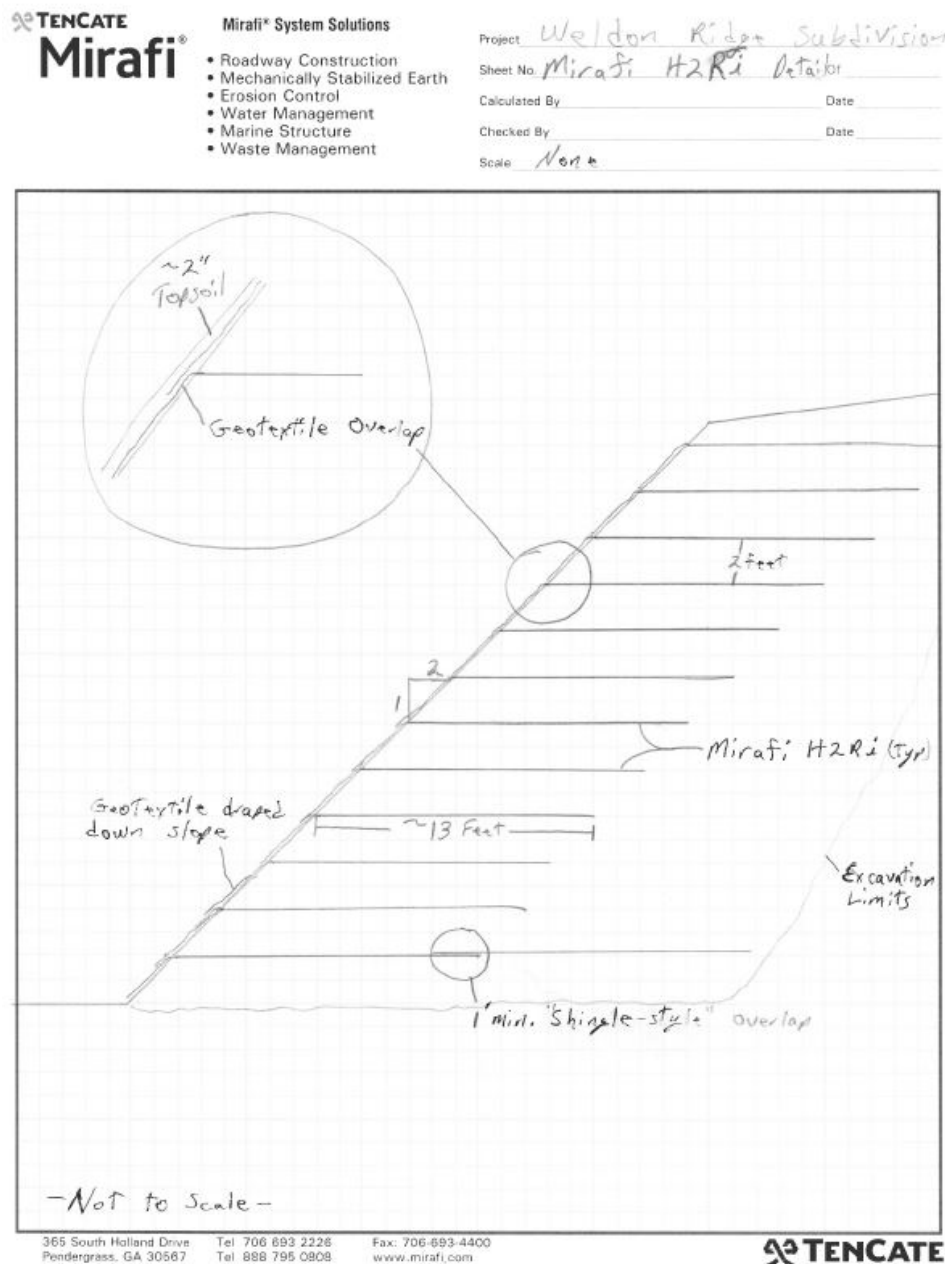 TENCATE
Mirafi®
Mirafi® System Solutions
• Roadway Construction
• Mechanically Stabilized Earth
• Erosion Control
• Water Management
• Marine Structure
• Waste Management
Project Weldon Ridge Subdivision
Sheet No. Mirafi H2Ri Detail of
Calculated By Date
Checked By Date
Scale None
~2"
Topsoil
Geotextile Overlap
2 feet
2
1
Mirafi H2Ri (Typ)
Geotextile draped
down slope
~13 Feet
Excavation
Limits
1' min. "Shingle-style" Overlap
-Not to Scale-
365 South Holland Drive Tel 706 693 2226 Fax: 706-693-4400
Pendergrass, GA 30567 Tel 888 795 0808 www.mirafi.com
TENCATE